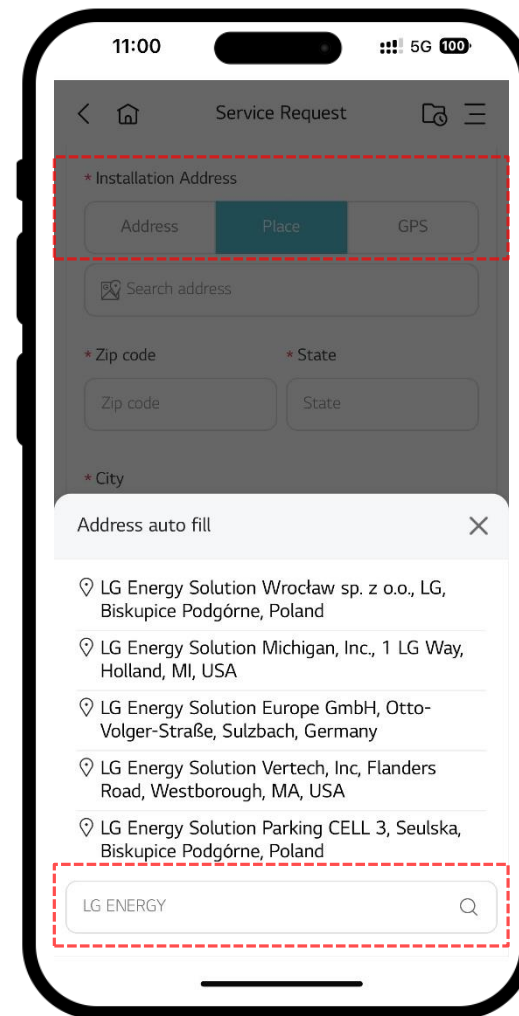 11:00
5G 100
Service Request
* Installation Address
Address Place GPS
Search address
* Zip code * State
Zip code State
* City
Address auto fill
LG Energy Solution Wrocław sp. z o.o., LG,
Biskupice Podgórne, Poland
LG Energy Solution Michigan, Inc., 1 LG Way,
Holland, MI, USA
LG Energy Solution Europe GmbH, Otto-
Volger-Straße, Sulzbach, Germany
LG Energy Solution Vertech, Inc, Flanders
Road, Westborough, MA, USA
LG Energy Solution Parking CELL 3, Seulska,
Biskupice Podgórne, Poland
LG ENERGY